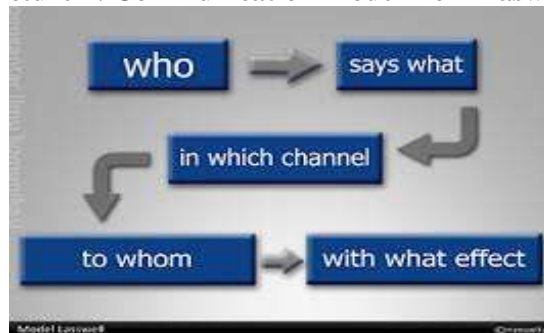 who
says what
in which channel
to whom
with what effect
Model Lasswell